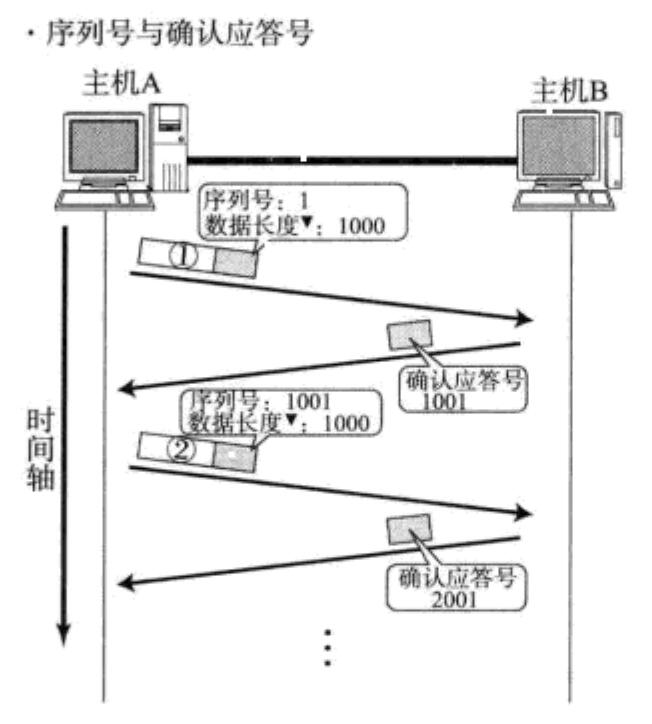 ·序列号与确认应答号
主机A
主机B
序列号：1
数据长度▼：1000
①
确认应答号
1001
序列号：1001
数据长度▼：1000
②
确认应答号
2001
时间轴